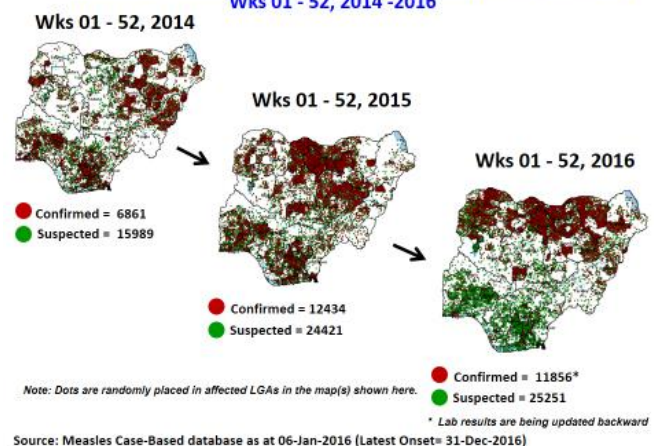 Wks 01 - 52, 2014 -2016
Wks 01 - 52, 2014
Confirmed = 6861
Suspected = 15989
Wks 01 - 52, 2015
Confirmed = 12434
Suspected = 24421
Wks 01 - 52, 2016
Confirmed = 11856*
Suspected = 25251
Note: Dots are randomly placed in affected LGAs in the map(s) shown here.
* Lab results are being updated backward
Source: Measles Case-Based database as at 06-Jan-2016 (Latest Onset= 31-Dec-2016)